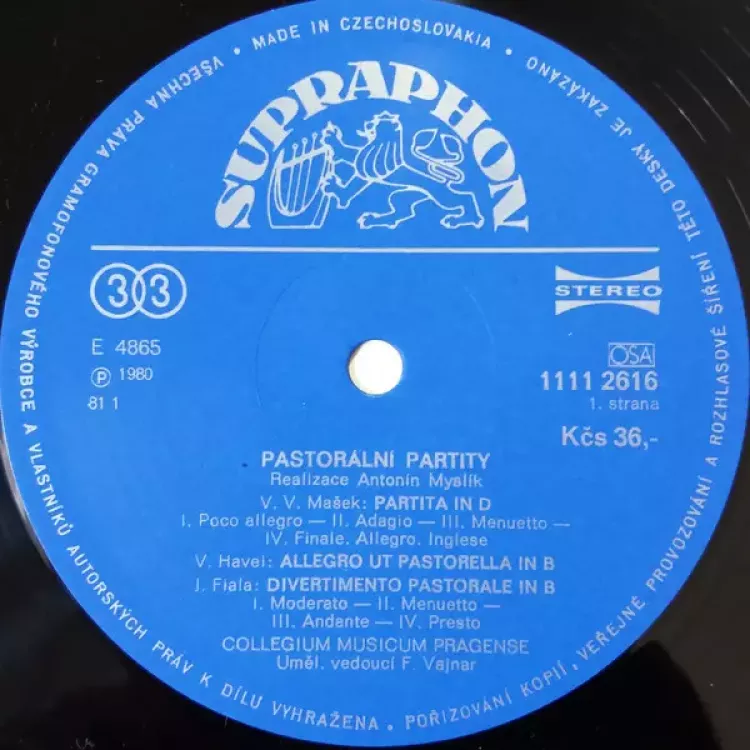 VŠECHNA PRÁVA GRAMOFONOVÉHO VÝROBCE A VLASTNÍKŮ AUTORSKÝCH PRÁV K DÍLU VYHRAŽENA. POŘIZOVÁNÍ KOPIÍ, VEŘEJNÉ PROVOZOVÁNÍ A ROZHLASOVÉ ŠÍŘENÍ TÉTO DESKY JE ZAKÁZÁNO • MADE IN CZECHOSLOVAKIA •
SUPRAPHON
33
STEREO
E 4865
Ⓟ 1980
81 1
OSA
1111 2616
1. strana
Kčs 36,-
PASTORÁLNÍ PARTITY
Realizace Antonín Myslík
V. V. Mašek: PARTITA IN D
I. Poco allegro — II. Adagio — III. Menuetto —
IV. Finale. Allegro. Inglese
V. Havel: ALLEGRO UT PASTORELLA IN B
J. Fiala: DIVERTIMENTO PASTORALE IN B
I. Moderato — II. Menuetto —
III. Andante — IV. Presto
COLLEGIUM MUSICUM PRAGENSE
Uměl. vedoucí F. Vajnar